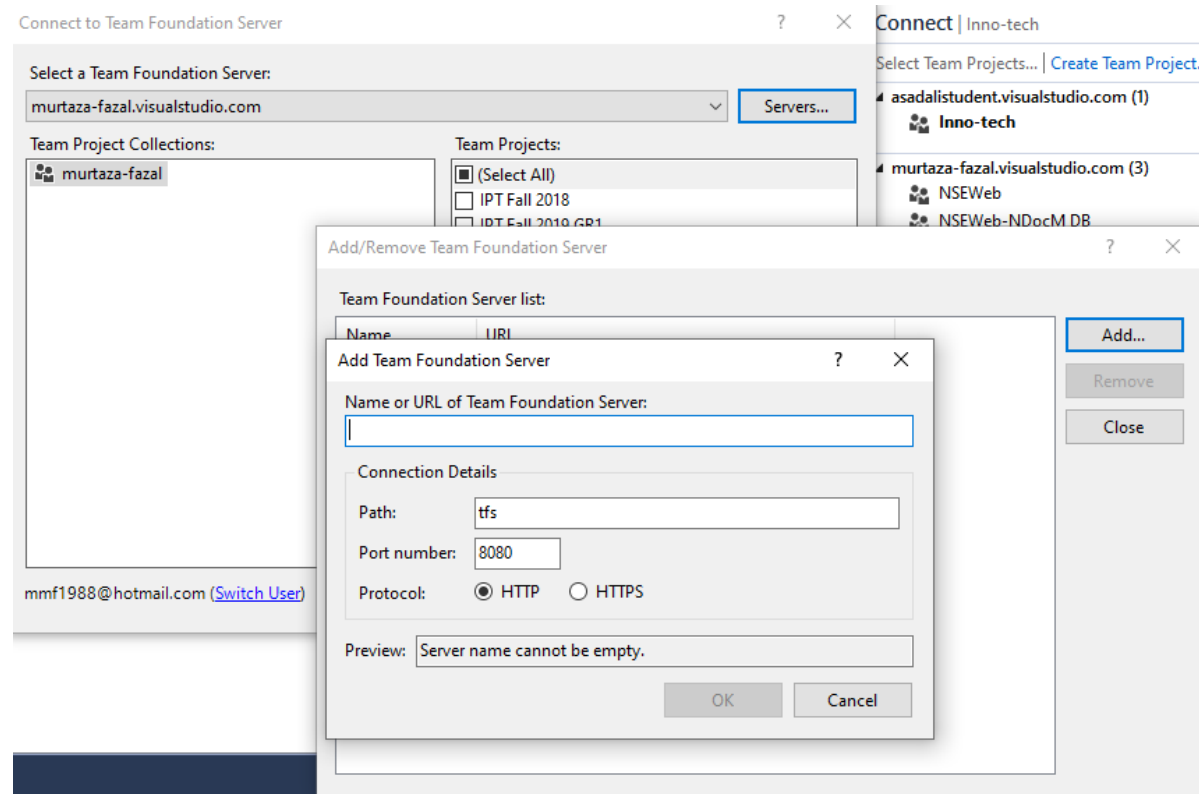 Connect to Team Foundation Server ?
Select a Team Foundation Server:
murtaza-fazal.visualstudio.com Servers...
Team Project Collections:
murtaza-fazal
Team Projects:
(Select All)
IPT Fall 2018
IPT Fall 2019 GR1
mmf1988@hotmail.com (Switch User)
Connect | Inno-tech
Select Team Projects... | Create Team Project.
asadalistudent.visualstudio.com (1)
Inno-tech
murtaza-fazal.visualstudio.com (3)
NSEWeb
NSEWeb-NDocM DB
Add/Remove Team Foundation Server ?
Team Foundation Server list:
Name URL
Add...
Remove
Close
Add Team Foundation Server ?
Name or URL of Team Foundation Server:
Connection Details
Path: tfs
Port number: 8080
Protocol: HTTP HTTPS
Preview: Server name cannot be empty.
OK Cancel